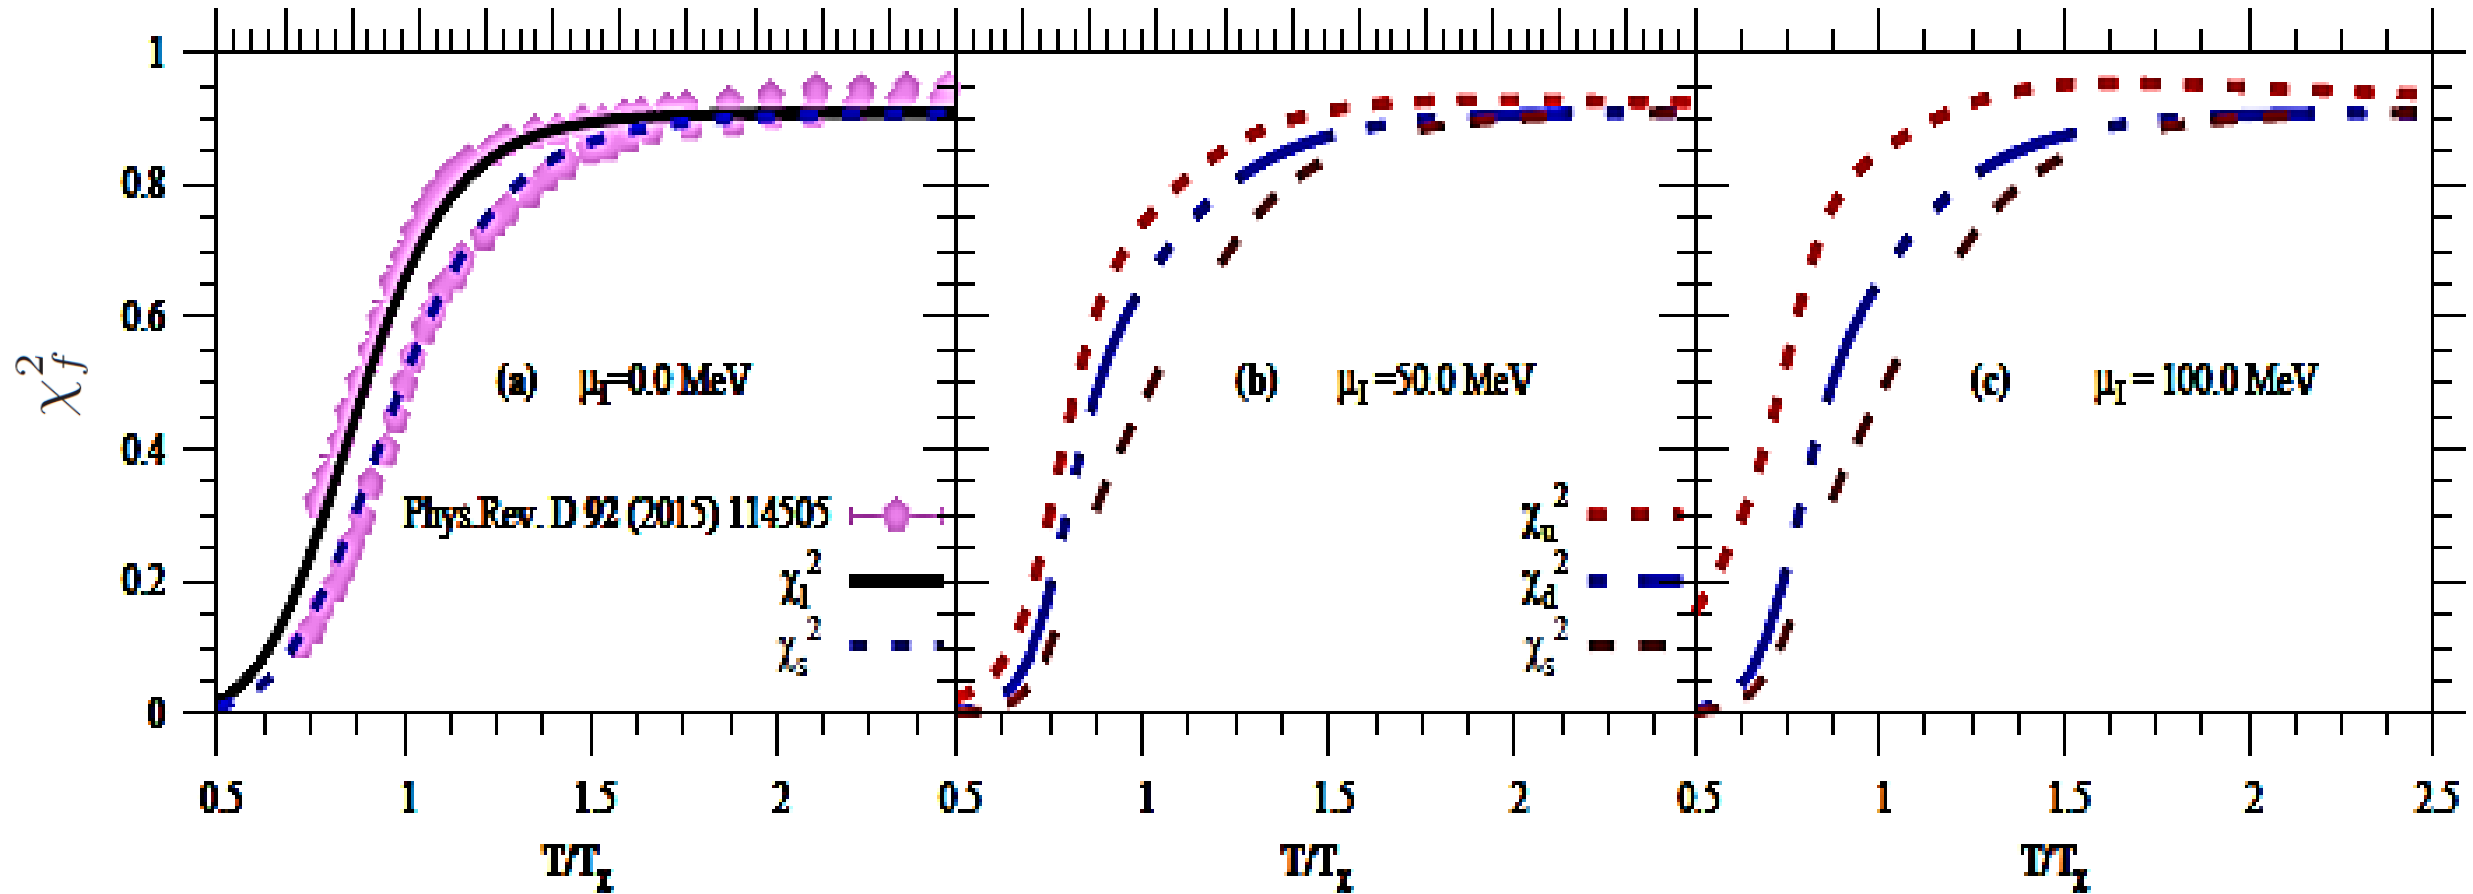 1
0.8
0.6
0.4
0.2
0
χ_f^2
(a) μ_I=0.0 MeV
(b) μ_I =50.0 MeV
(c) μ_I = 100.0 MeV
Phys.Rev. D 92 (2015) 114505
χ_l^2
χ_s^2
χ_u^2
χ_d^2
χ_s^2
0.5 1 1.5 2 0.5 1 1.5 2 0.5 1 1.5 2 2.5
T/T_χ T/T_χ T/T_χ